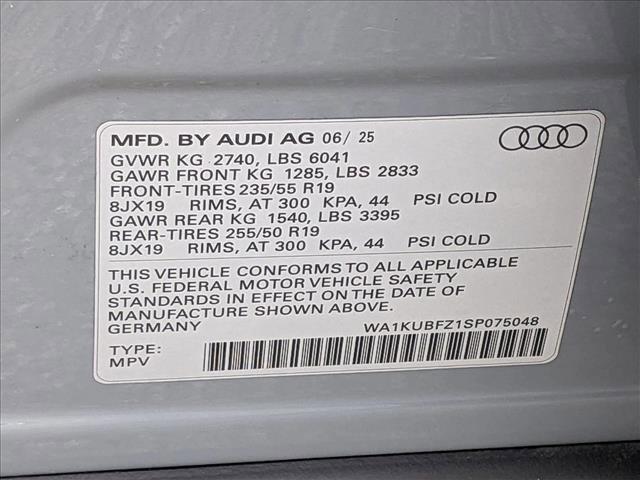 MFD. BY AUDI AG 06/ 25
GVWR KG 2740, LBS 6041
GAWR FRONT KG 1285, LBS 2833
FRONT-TIRES 235/55 R19
8JX19 RIMS, AT 300 KPA, 44 PSI COLD
GAWR REAR KG 1540, LBS 3395
REAR-TIRES 255/50 R19
8JX19 RIMS, AT 300 KPA, 44 PSI COLD
THIS VEHICLE CONFORMS TO ALL APPLICABLE
U.S. FEDERAL MOTOR VEHICLE SAFETY
STANDARDS IN EFFECT ON THE DATE OF
MANUFACTURE SHOWN ABOVE.
GERMANY WA1KUBFZ1SP075048
TYPE:
MPV